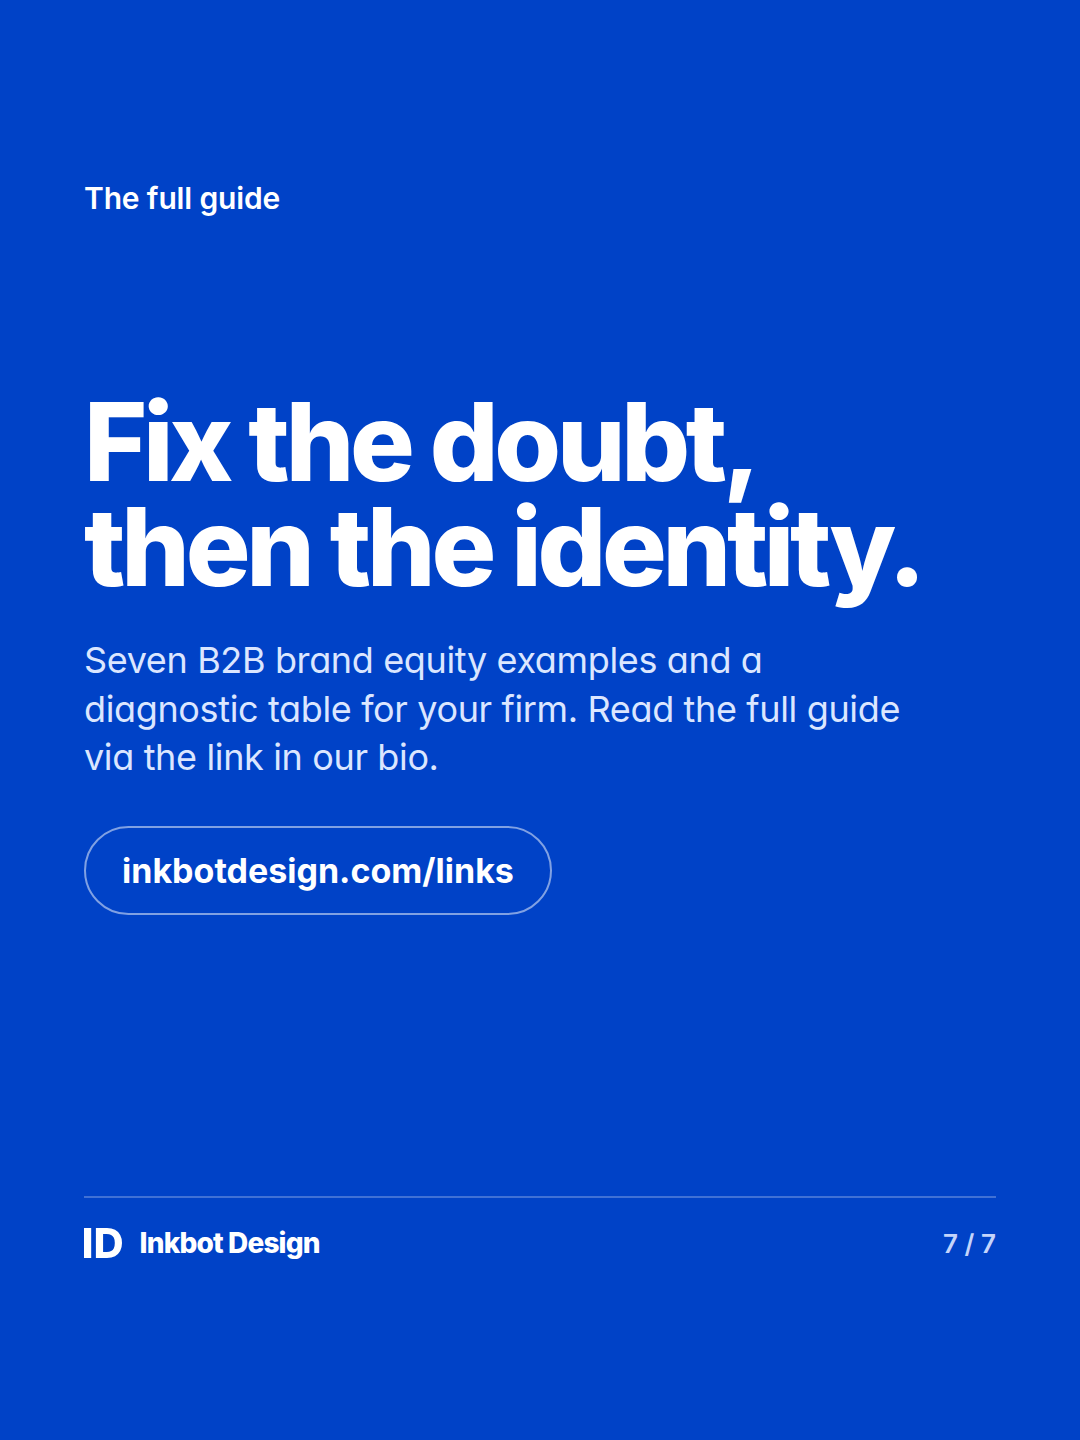 The full guide
Fix the doubt,
then the identity.
Seven B2B brand equity examples and a
diagnostic table for your firm. Read the full guide
via the link in our bio.
inkbotdesign.com/links
ID Inkbot Design
7 / 7